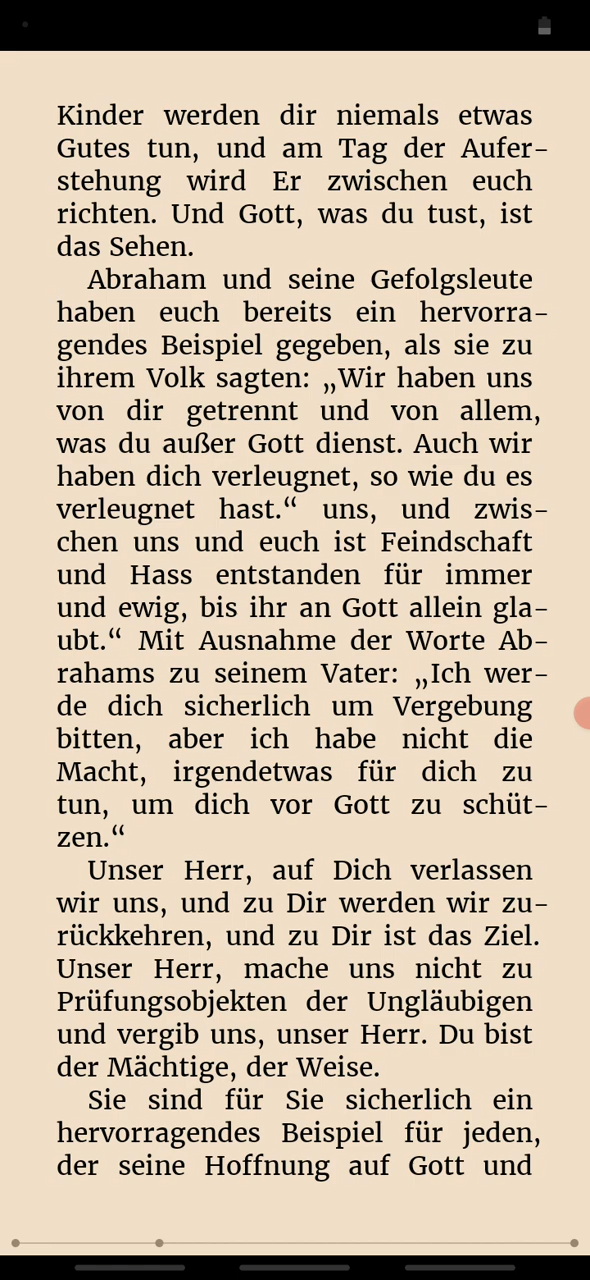 Kinder werden dir niemals etwas
Gutes tun, und am Tag der Aufer-
stehung wird Er zwischen euch
richten. Und Gott, was du tust, ist
das Sehen.
Abraham und seine Gefolgsleute
haben euch bereits ein hervorra-
gendes Beispiel gegeben, als sie zu
ihrem Volk sagten: „Wir haben uns
von dir getrennt und von allem,
was du außer Gott dienst. Auch wir
haben dich verleugnet, so wie du es
verleugnet hast.“ uns, und zwis-
chen uns und euch ist Feindschaft
und Hass entstanden für immer
und ewig, bis ihr an Gott allein gla-
ubt.“ Mit Ausnahme der Worte Ab-
rahams zu seinem Vater: „Ich wer-
de dich sicherlich um Vergebung
bitten, aber ich habe nicht die
Macht, irgendetwas für dich zu
tun, um dich vor Gott zu schüt-
zen.“
Unser Herr, auf Dich verlassen
wir uns, und zu Dir werden wir zu-
rückkehren, und zu Dir ist das Ziel.
Unser Herr, mache uns nicht zu
Prüfungsobjekten der Ungläubigen
und vergib uns, unser Herr. Du bist
der Mächtige, der Weise.
Sie sind für Sie sicherlich ein
hervorragendes Beispiel für jeden,
der seine Hoffnung auf Gott und